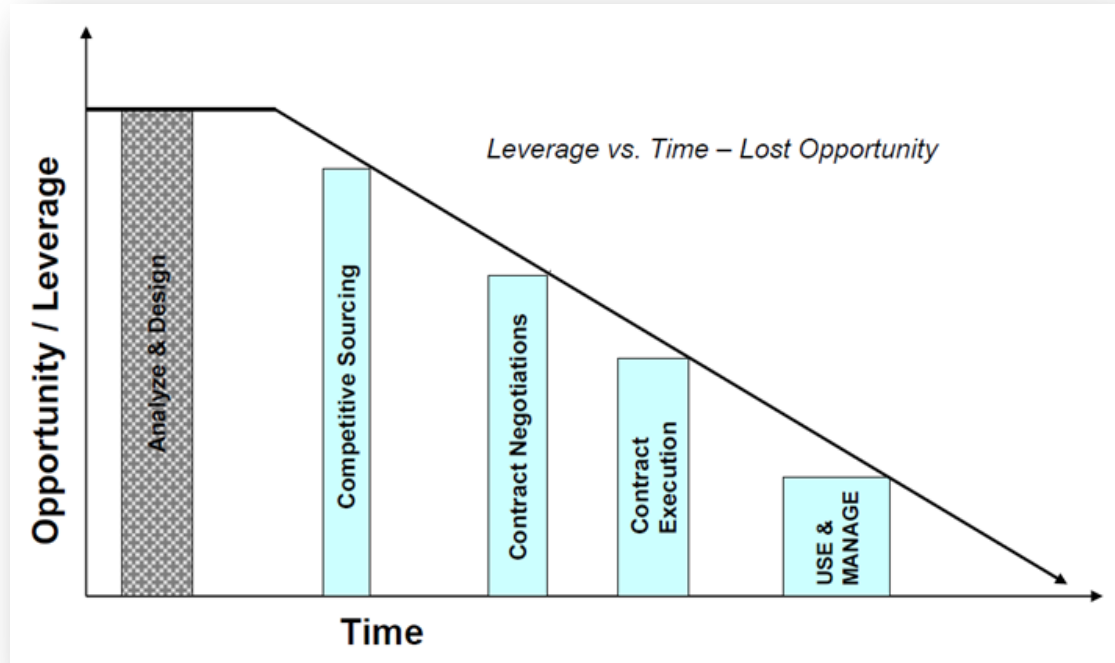 Leverage vs. Time – Lost Opportunity
Opportunity / Leverage
Analyze & Design
Competitive Sourcing
Contract Negotiations
Contract
Execution
USE &
MANAGE
Time